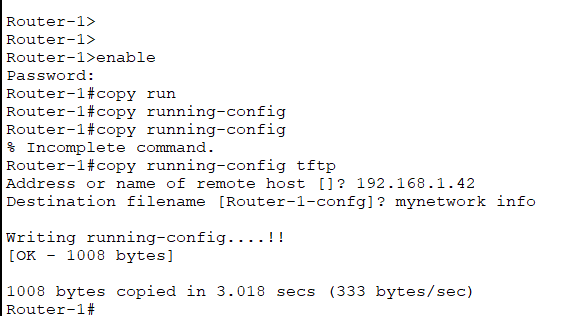 Router-1>
Router-1>
Router-1>enable
Password:
Router-1#copy run
Router-1#copy running-config
Router-1#copy running-config
% Incomplete command.
Router-1#copy running-config tftp
Address or name of remote host []? 192.168.1.42
Destination filename [Router-1-confg]? mynetwork info
Writing running-config....!!
[OK - 1008 bytes]
1008 bytes copied in 3.018 secs (333 bytes/sec)
Router-1#